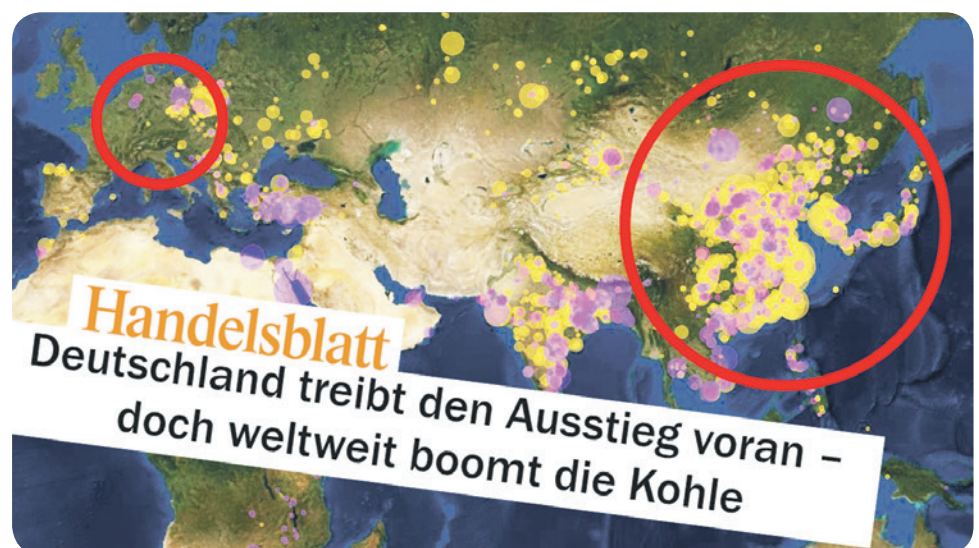 Handelsblatt
Deutschland treibt den Ausstieg voran –
doch weltweit boomt die Kohle